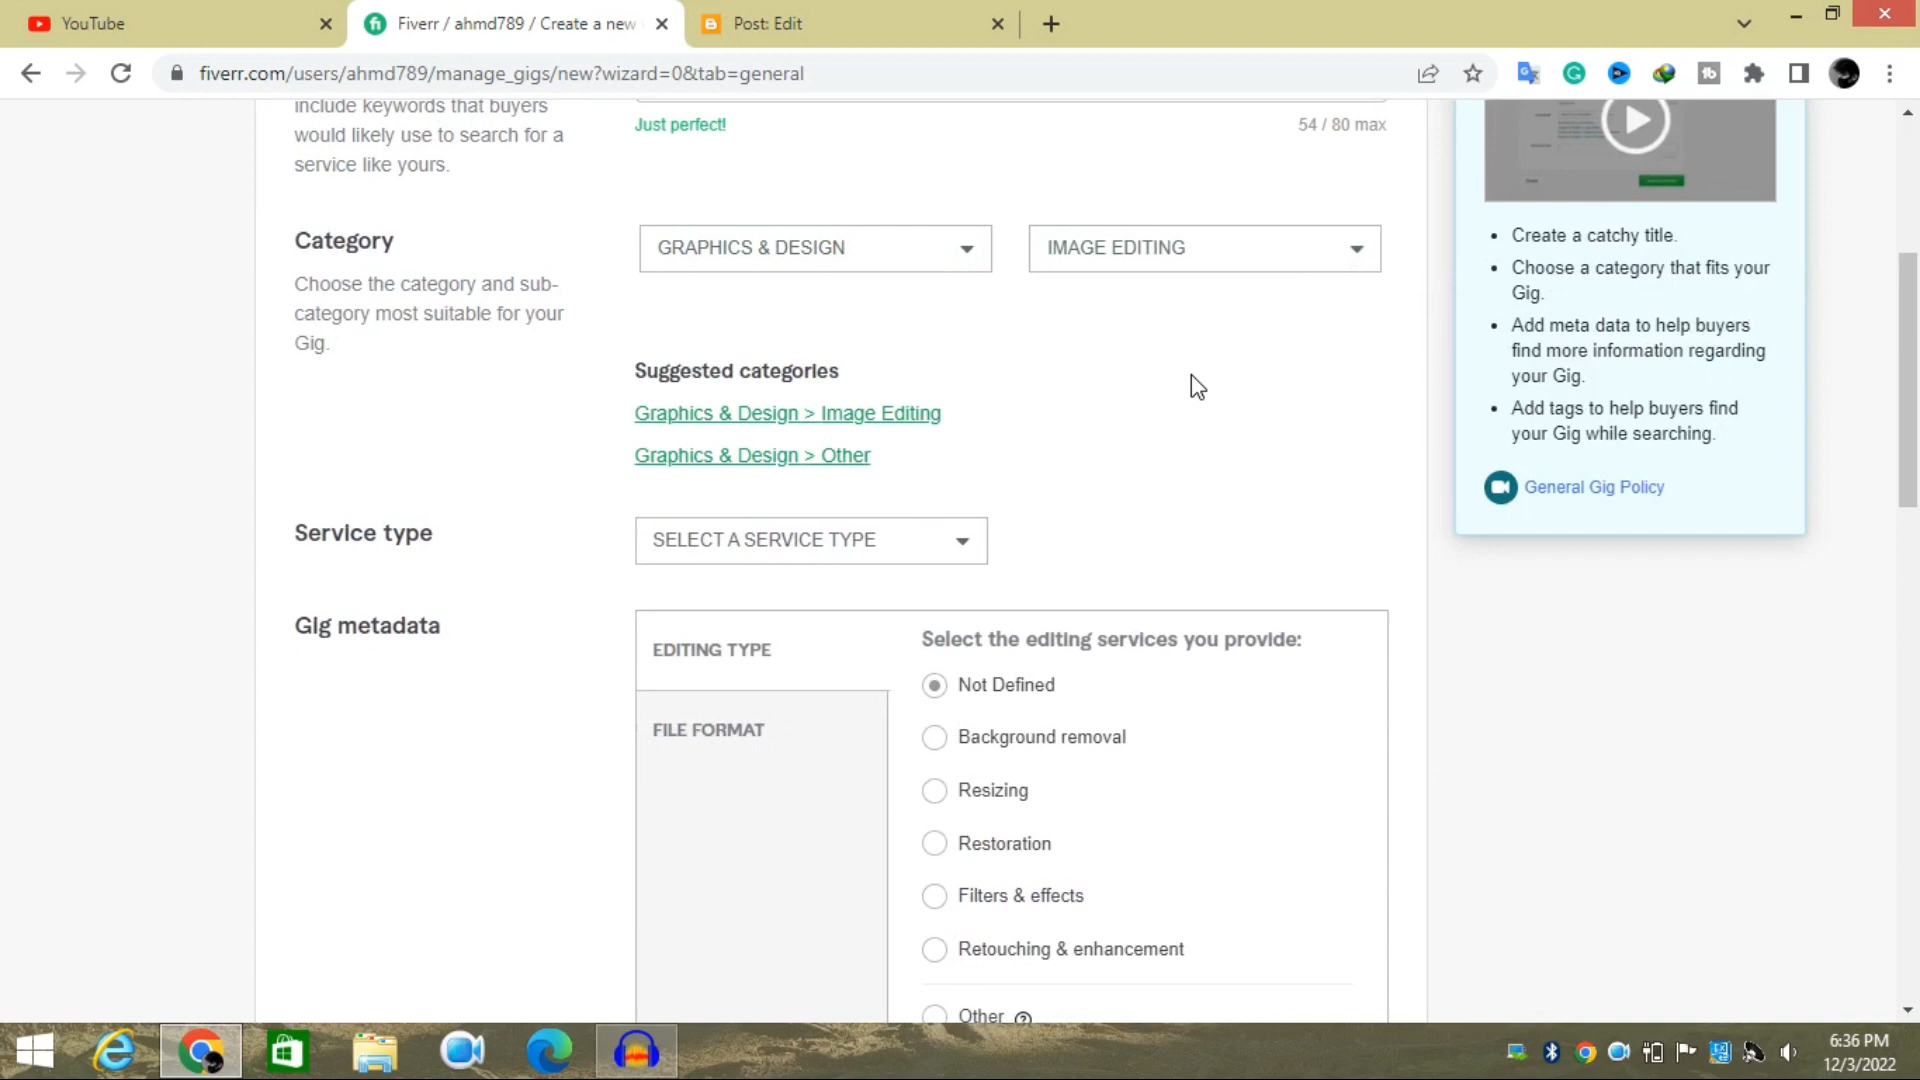 YouTube
Fiverr / ahmd789 / Create a new
Post: Edit
fiverr.com/users/ahmd789/manage_gigs/new?wizard=0&tab=general
include keywords that buyers
would likely use to search for a
service like yours.
Just perfect!
54 / 80 max
Category
Choose the category and sub-
category most suitable for your
Gig.
GRAPHICS & DESIGN
IMAGE EDITING
Suggested categories
Graphics & Design > Image Editing
Graphics & Design > Other
Service type
SELECT A SERVICE TYPE
Gig metadata
EDITING TYPE
FILE FORMAT
Select the editing services you provide:
Not Defined
Background removal
Resizing
Restoration
Filters & effects
Retouching & enhancement
Other
• Create a catchy title.
• Choose a category that fits your
Gig.
• Add meta data to help buyers
find more information regarding
your Gig.
• Add tags to help buyers find
your Gig while searching.
General Gig Policy
6:36 PM
12/3/2022